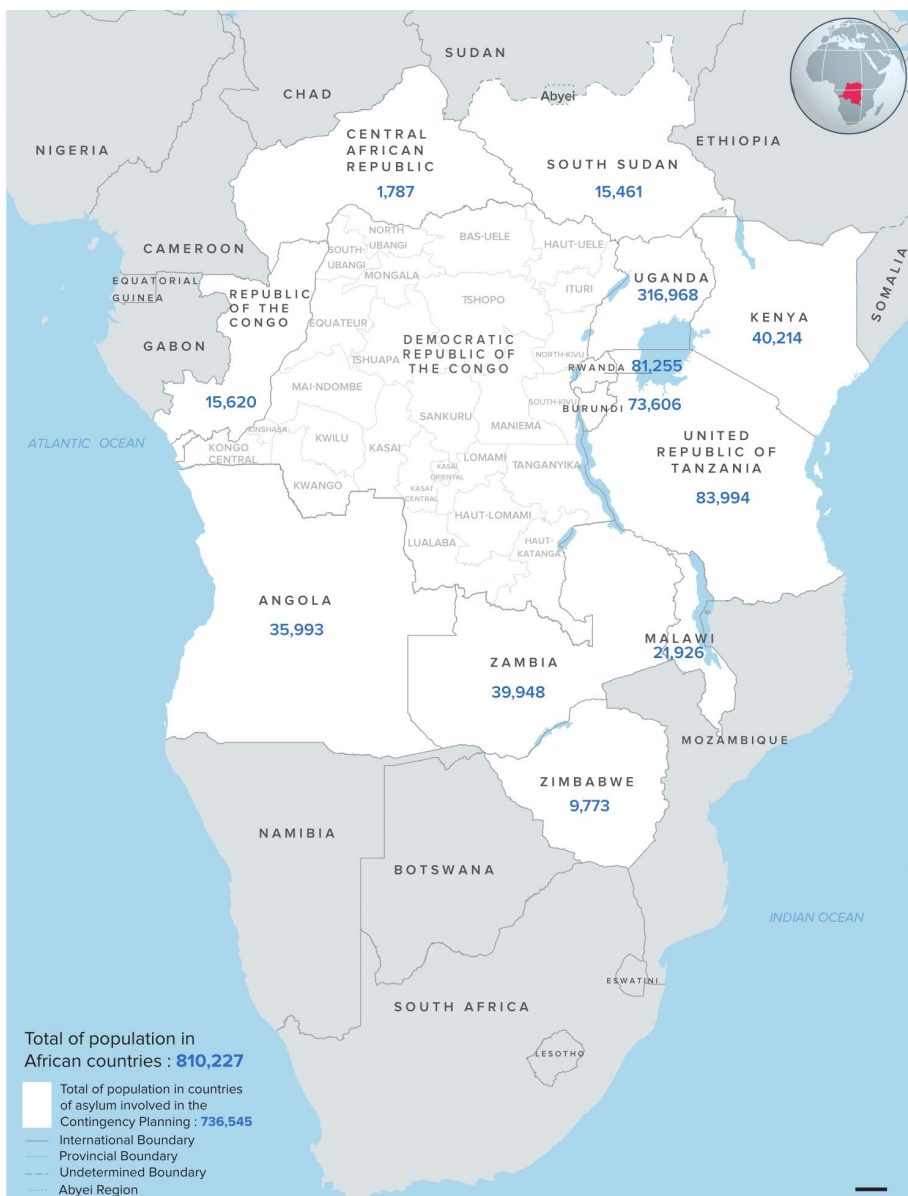 SUDAN
Abyei
CHAD
NIGERIA
CENTRAL
AFRICAN
REPUBLIC
1,787
ETHIOPIA
SOUTH SUDAN
15,461
CAMEROON
NORTH
UBANGI
SOUTH-
UBANGI
BAS-UELE
HAUT-UELE
MONGALA
EQUATORIAL
GUINEA
REPUBLIC
OF THE
CONGO
UGANDA
316,968
ITURI
TSHOPO
SOMALIA
KENYA
40,214
EQUATEUR
GABON
DEMOCRATIC
REPUBLIC OF
THE CONGO
TSHUAPA
NORTH-KIVU
RWANDA
81,255
MAI-NDOMBE
15,620
SOUTH-KIVU
BURUNDI
73,606
SANKURU
MANIEMA
ATLANTIC OCEAN
KINSHASA
KONGO
CENTRAL
KWILU
KASAI
UNITED
REPUBLIC OF
TANZANIA
83,994
LOMAMI
KASAI
ORIENTAL
TANGANYIKA
KWANGO
KASAI
CENTRAL
HAUT-LOMAMI
LUALABA
HAUT-
KATANGA
ANGOLA
35,993
MALAWI
21,926
ZAMBIA
39,948
MOZAMBIQUE
ZIMBABWE
9,773
NAMIBIA
BOTSWANA
INDIAN OCEAN
ESWATINI
SOUTH AFRICA
LESOTHO
Total of population in
African countries : 810,227
Total of population in countries
of asylum involved in the
Contingency Planning : 736,545
International Boundary
Provincial Boundary
Undetermined Boundary
Abyei Region